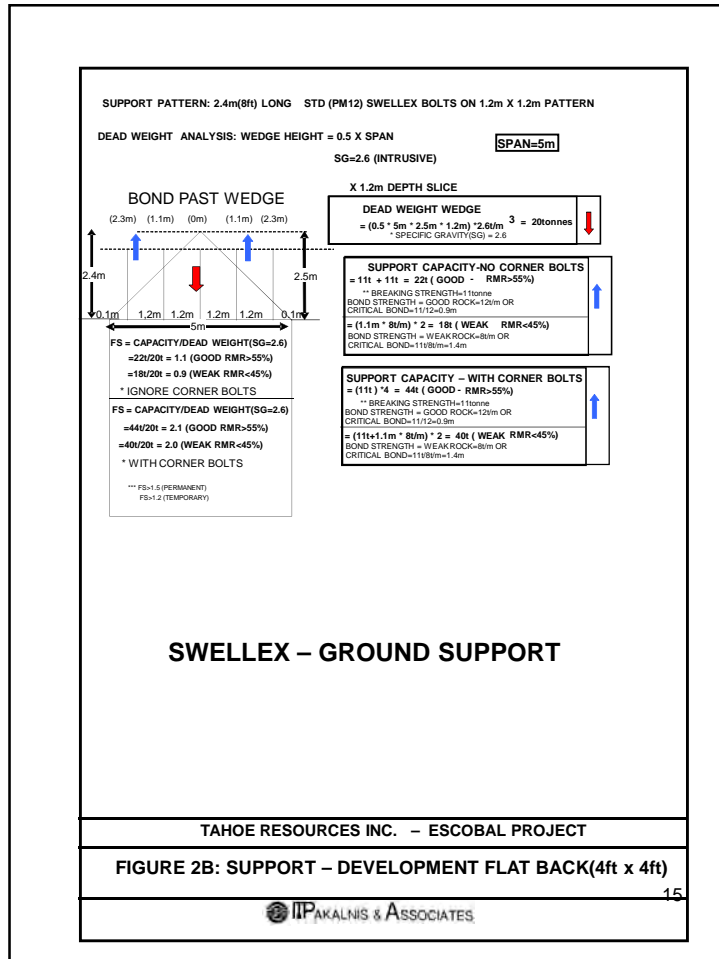 SUPPORT PATTERN: 2.4m(8ft) LONG STD (PM12) SWELLEX BOLTS ON 1.2m X 1.2m PATTERN
DEAD WEIGHT ANALYSIS: WEDGE HEIGHT = 0.5 X SPAN
SPAN=5m
SG=2.6 (INTRUSIVE)
X 1.2m DEPTH SLICE
BOND PAST WEDGE
(2.3m) (1.1m) (0m) (1.1m) (2.3m)
2.4m
2.5m
0.1m 1,2m 1.2m 1.2m 1.2m 0.1m
5m
FS = CAPACITY/DEAD WEIGHT(SG=2.6)
=22t/20t = 1.1 (GOOD RMR>55%)
=18t/20t = 0.9 (WEAK RMR<45%)
* IGNORE CORNER BOLTS
FS = CAPACITY/DEAD WEIGHT(SG=2.6)
=44t/20t = 2.1 (GOOD RMR>55%)
=40t/20t = 2.0 (WEAK RMR<45%)
* WITH CORNER BOLTS
*** FS>1.5 (PERMANENT)
FS>1.2 (TEMPORARY)
DEAD WEIGHT WEDGE
= (0.5 * 5m * 2.5m * 1.2m) *2.6t/m 3 = 20tonnes
* SPECIFIC GRAVITY(SG) = 2.6
SUPPORT CAPACITY-NO CORNER BOLTS
= 11t + 11t = 22t ( GOOD - RMR>55%)
** BREAKING STRENGTH=11tonne
BOND STRENGTH = GOOD ROCK=12t/m OR
CRITICAL BOND=11/12=0.9m
= (1.1m * 8t/m) * 2 = 18t ( WEAK RMR<45%)
BOND STRENGTH = WEAK ROCK=8t/m OR
CRITICAL BOND=11t/8t/m=1.4m
SUPPORT CAPACITY – WITH CORNER BOLTS
= (11t ) *4 = 44t ( GOOD - RMR>55%)
** BREAKING STRENGTH=11tonne
BOND STRENGTH = GOOD ROCK=12t/m OR
CRITICAL BOND=11/12=0.9m
= (11t+1.1m * 8t/m) * 2 = 40t ( WEAK RMR<45%)
BOND STRENGTH = WEAK ROCK=8t/m OR
CRITICAL BOND=11t/8t/m=1.4m
SWELLEX – GROUND SUPPORT
TAHOE RESOURCES INC. – ESCOBAL PROJECT
FIGURE 2B: SUPPORT – DEVELOPMENT FLAT BACK(4ft x 4ft)
15
PAKALNIS & ASSOCIATES